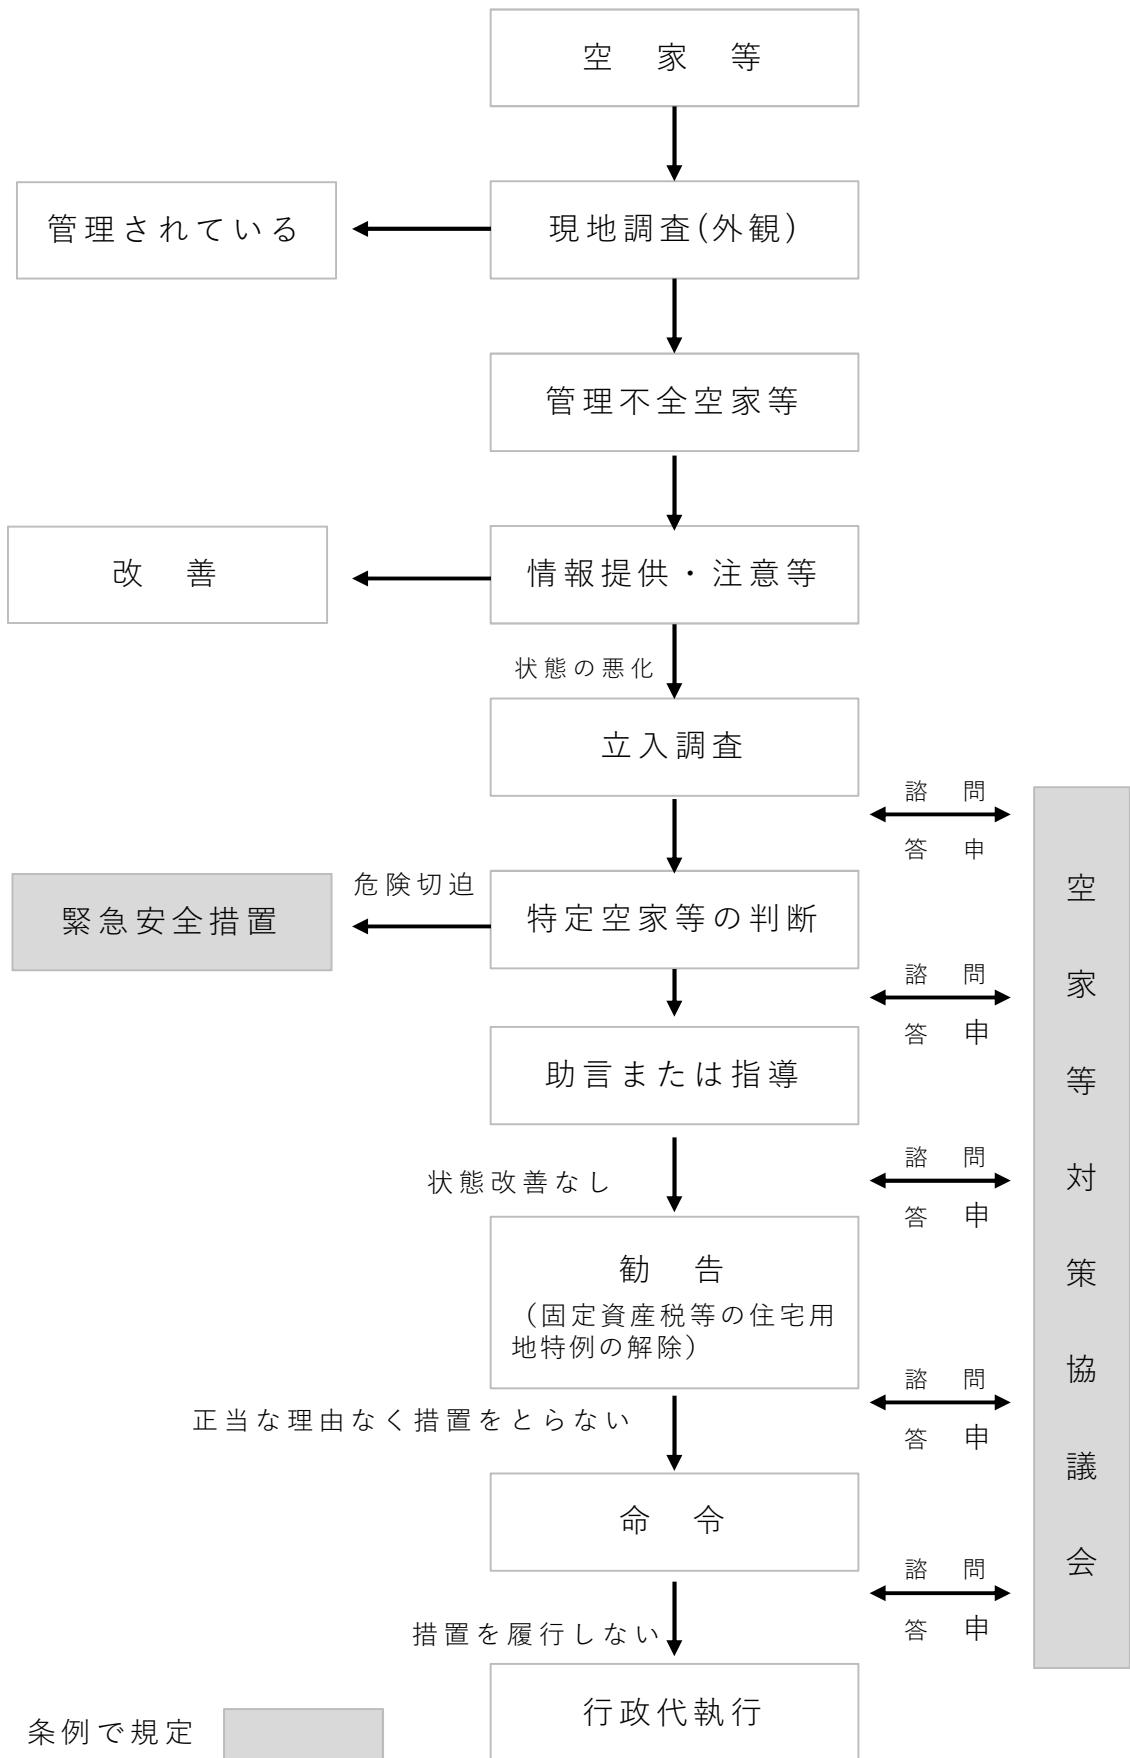 空　家　等
管理されている
現地調査(外観)
管理不全空家等
改　善
情報提供・注意等
状態の悪化
立入調査
諮　問
答　申
緊急安全措置
危険切迫
特定空家等の判断
諮　問
答　申
助言または指導
状態改善なし
諮　問
答　申
勧　告
（固定資産税等の住宅用
地特例の解除）
正当な理由なく措置をとらない
諮　問
答　申
命　令
諮　問
答　申
措置を履行しない
行政代執行
空家等対策協議会
条例で規定